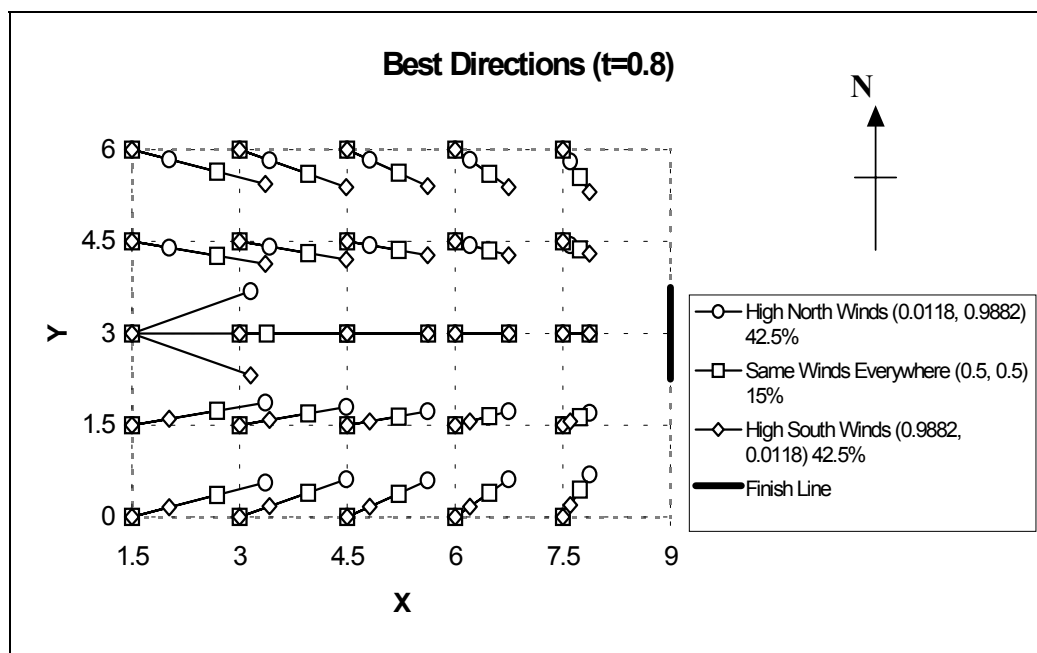 Best Directions (t=0.8)
N
6
4.5
3
1.5
0
Y
1.5 3 4.5 6 7.5 9
X
High North Winds (0.0118, 0.9882)
42.5%
Same Winds Everywhere (0.5, 0.5)
15%
High South Winds (0.9882,
0.0118) 42.5%
Finish Line